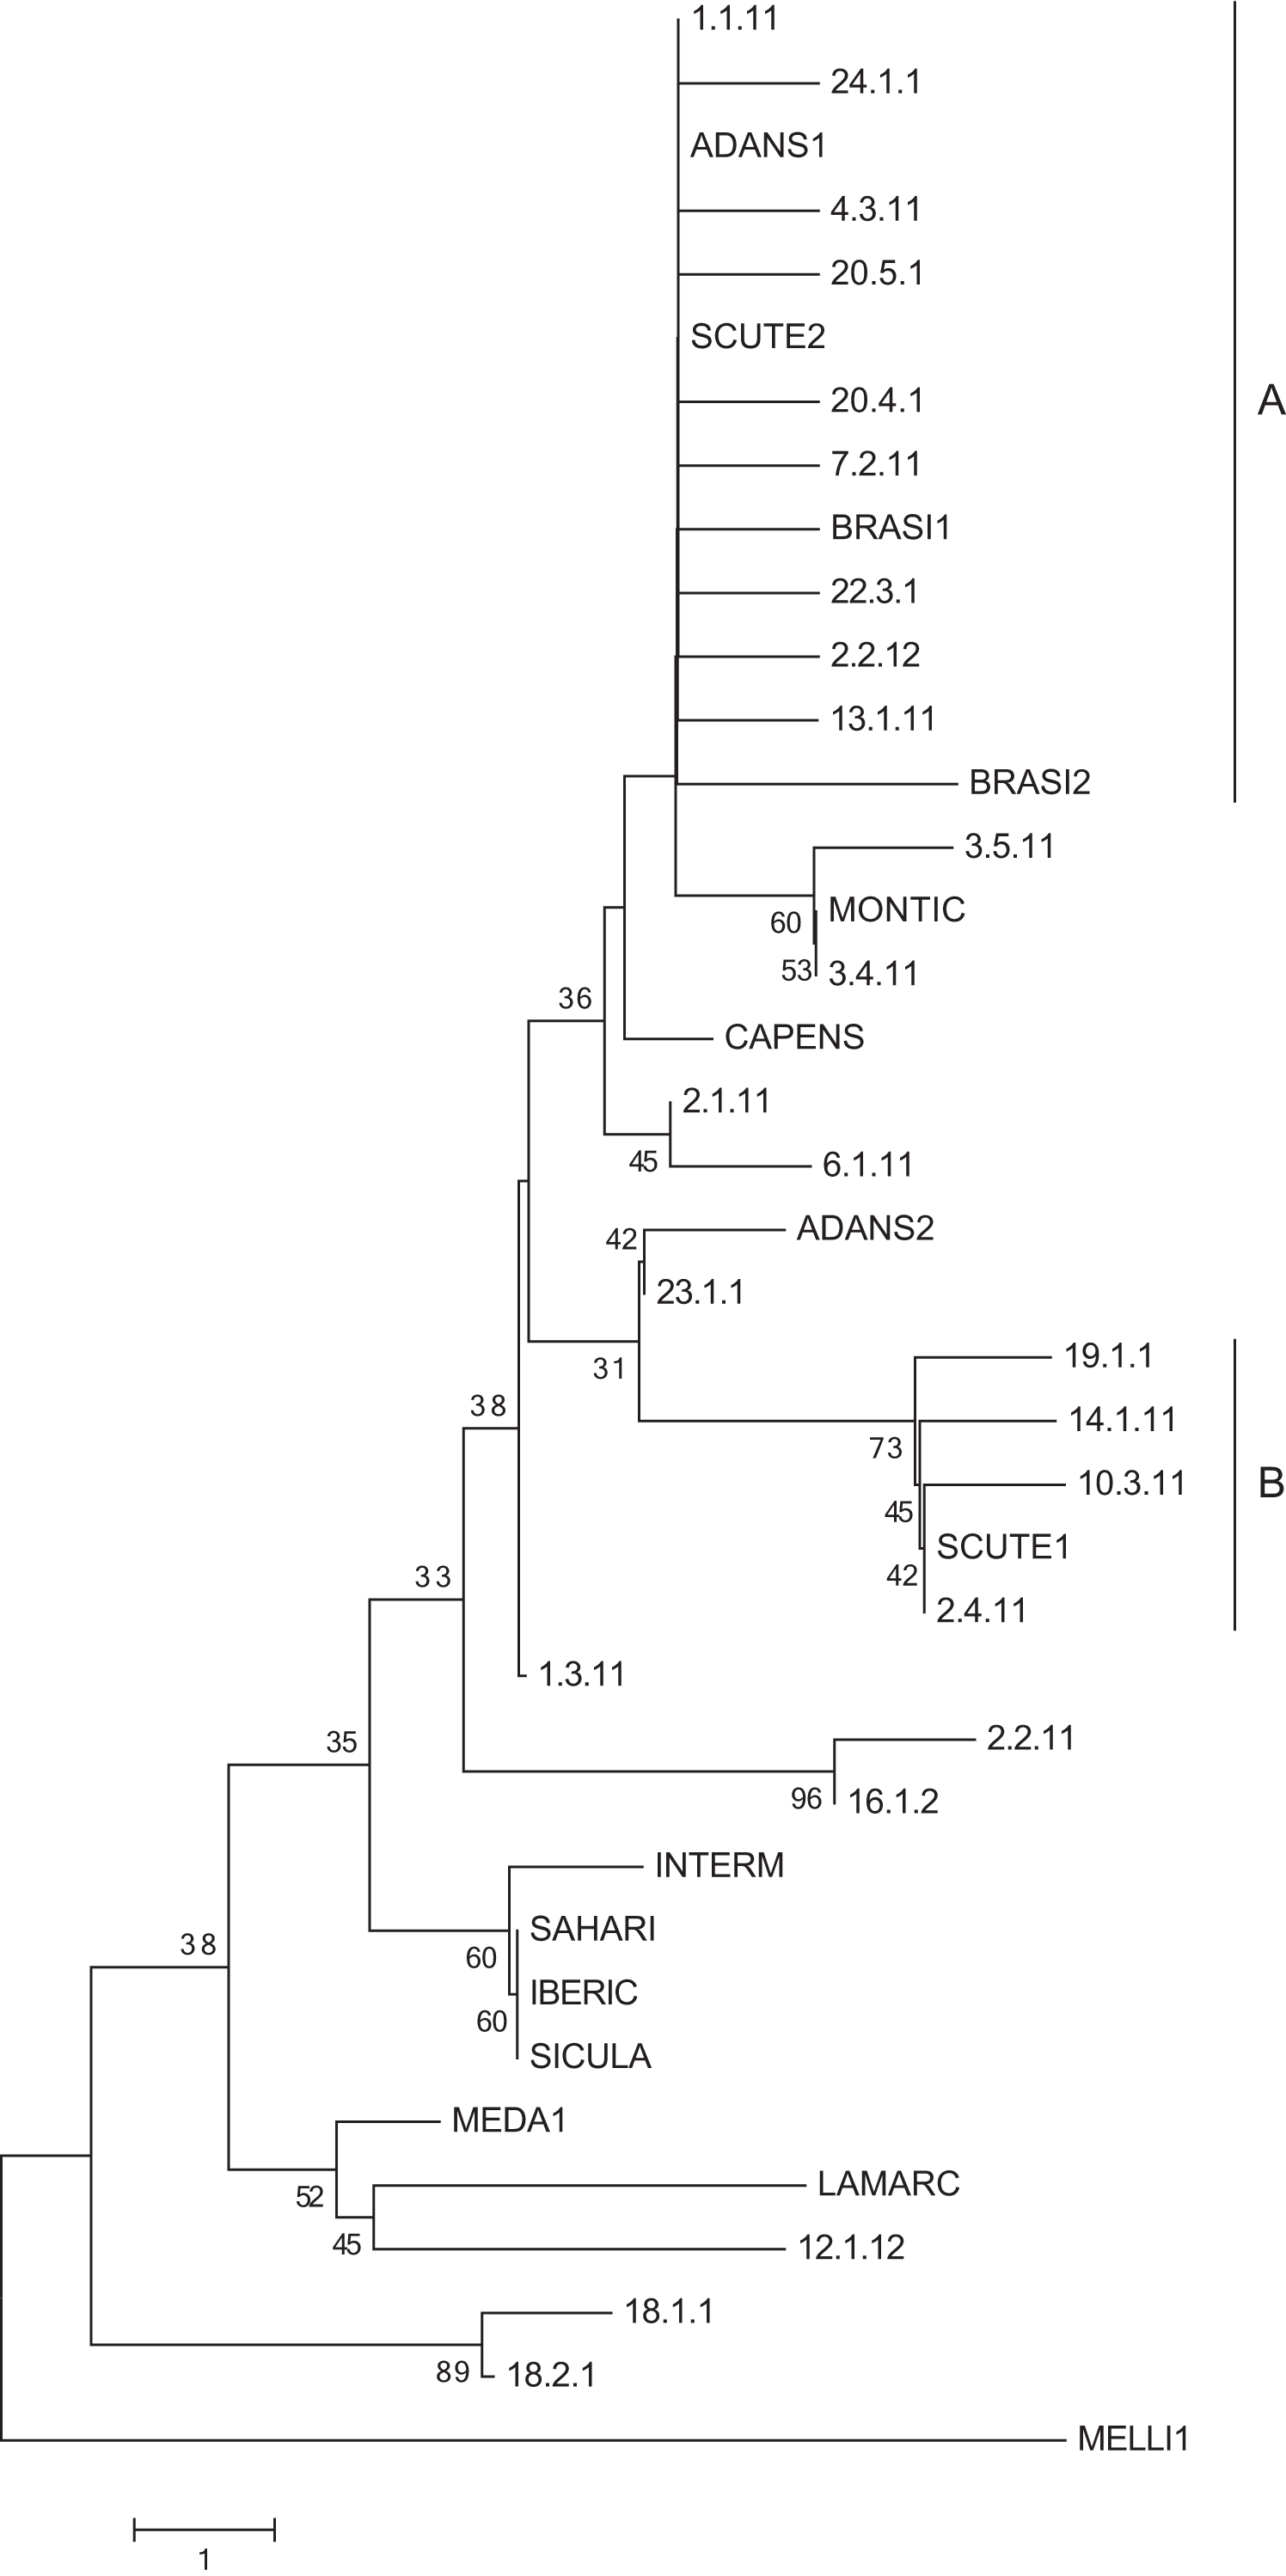 1.1.11
24.1.1
ADANS1
4.3.11
20.5.1
SCUTE2
20.4.1
A
7.2.11
BRASI1
22.3.1
2.2.12
13.1.11
BRASI2
3.5.11
MONTIC
60
53
3.4.11
36
CAPENS
2.1.11
45
6.1.11
ADANS2
42
23.1.1
19.1.1
31
38
14.1.11
73
10.3.11
B
45
SCUTE1
42
33
2.4.11
1.3.11
35
2.2.11
96
16.1.2
INTERM
SAHARI
38
60
IBERIC
60
SICULA
MEDA1
52
LAMARC
45
12.1.12
18.1.1
89
18.2.1
MELLI1
1